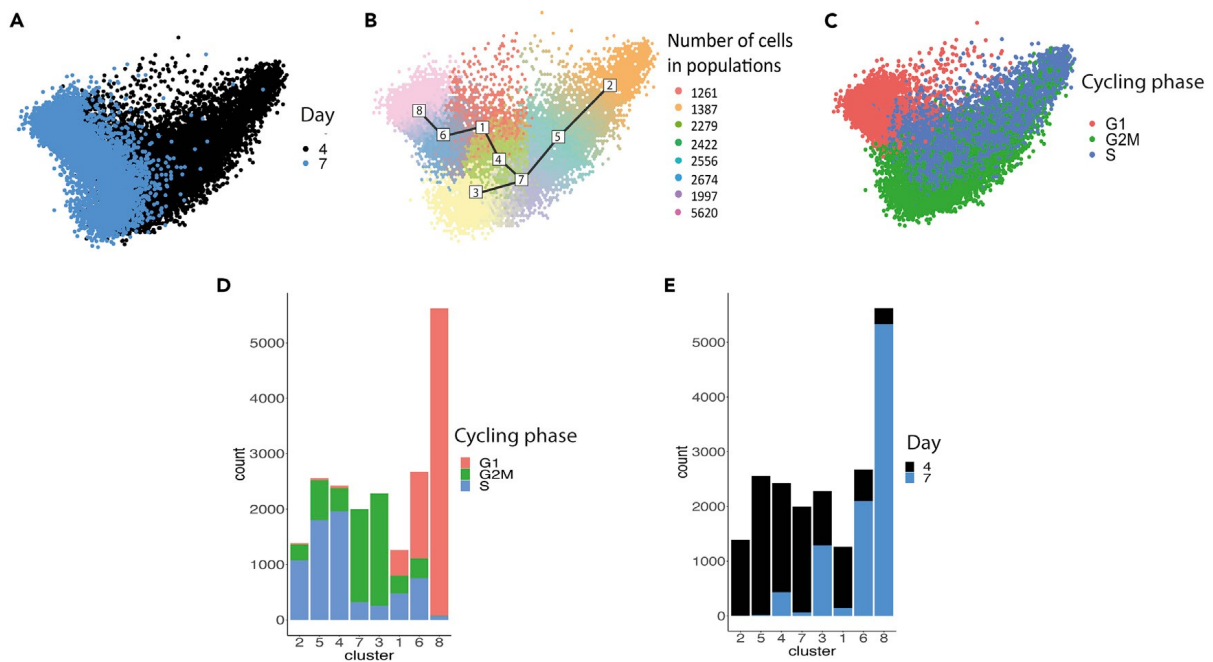 A
Day
4
7
B
Number of cells
in populations
1261
1387
2279
2422
2556
2674
1997
5620
8
6
1
4
3
7
5
2
C
Cycling phase
G1
G2M
S
D
count
5000
4000
3000
2000
1000
0
2 5 4 7 3 1 6 8
cluster
Cycling phase
G1
G2M
S
E
count
5000
4000
3000
2000
1000
0
2 5 4 7 3 1 6 8
cluster
Day
4
7